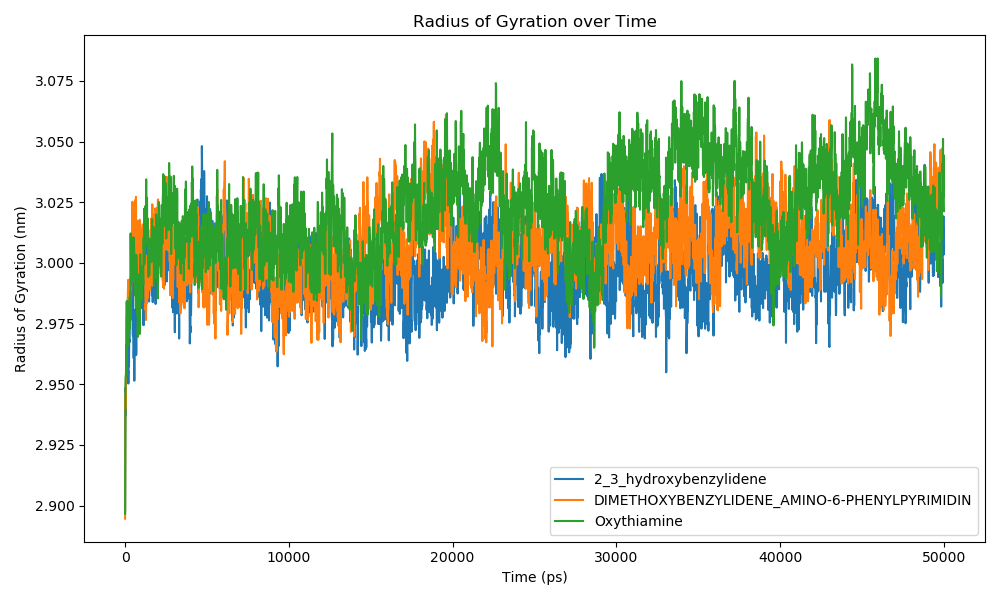 Radius of Gyration over Time
Radius of Gyration (nm)
3.075
3.050
3.025
3.000
2.975
2.950
2.925
2.900
2_3_hydroxybenzylidene
DIMETHOXYBENZYLIDENE_AMINO-6-PHENYLPYRIMIDIN
Oxythiamine
0
10000
20000
30000
40000
50000
Time (ps)